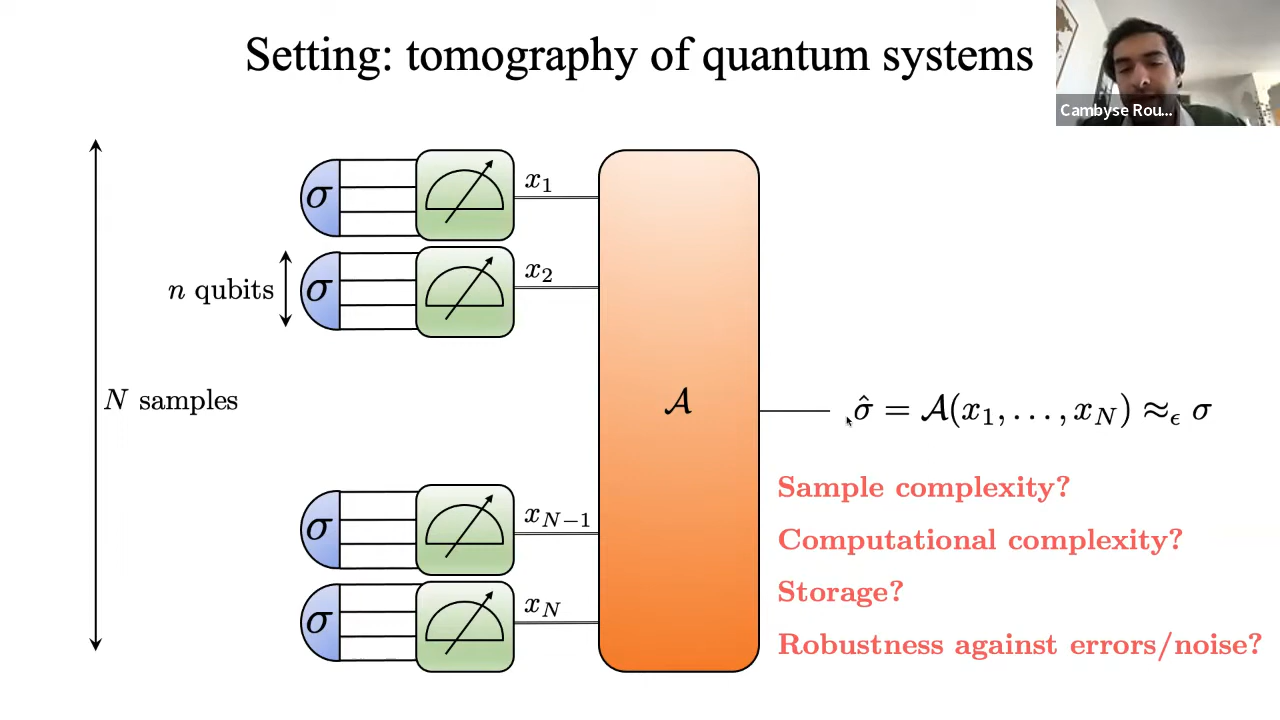 Setting: tomography of quantum systems
Cambyse Rou...
σ
x₁
σ
x₂
n qubits
N samples
𝒜
σ̂ = 𝒜(x₁, . . . , x_N) ≈_ϵ σ
Sample complexity?
σ
x_{N−1}
Computational complexity?
Storage?
σ
x_N
Robustness against errors/noise?